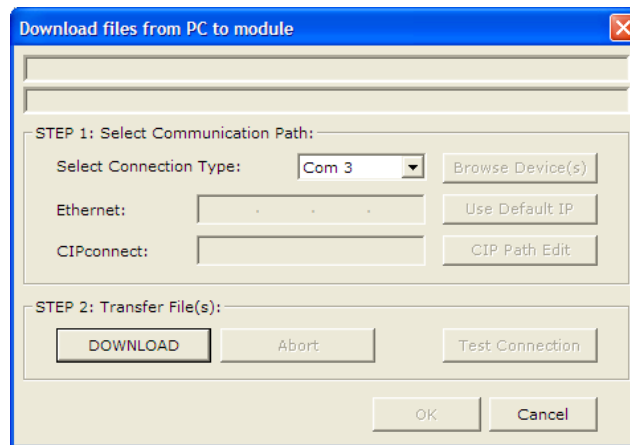 Download files from PC to module
STEP 1: Select Communication Path:
Select Connection Type: Com 3 Browse Device(s)
Ethernet: . . . Use Default IP
CIPconnect: CIP Path Edit
STEP 2: Transfer File(s):
DOWNLOAD Abort Test Connection
OK Cancel